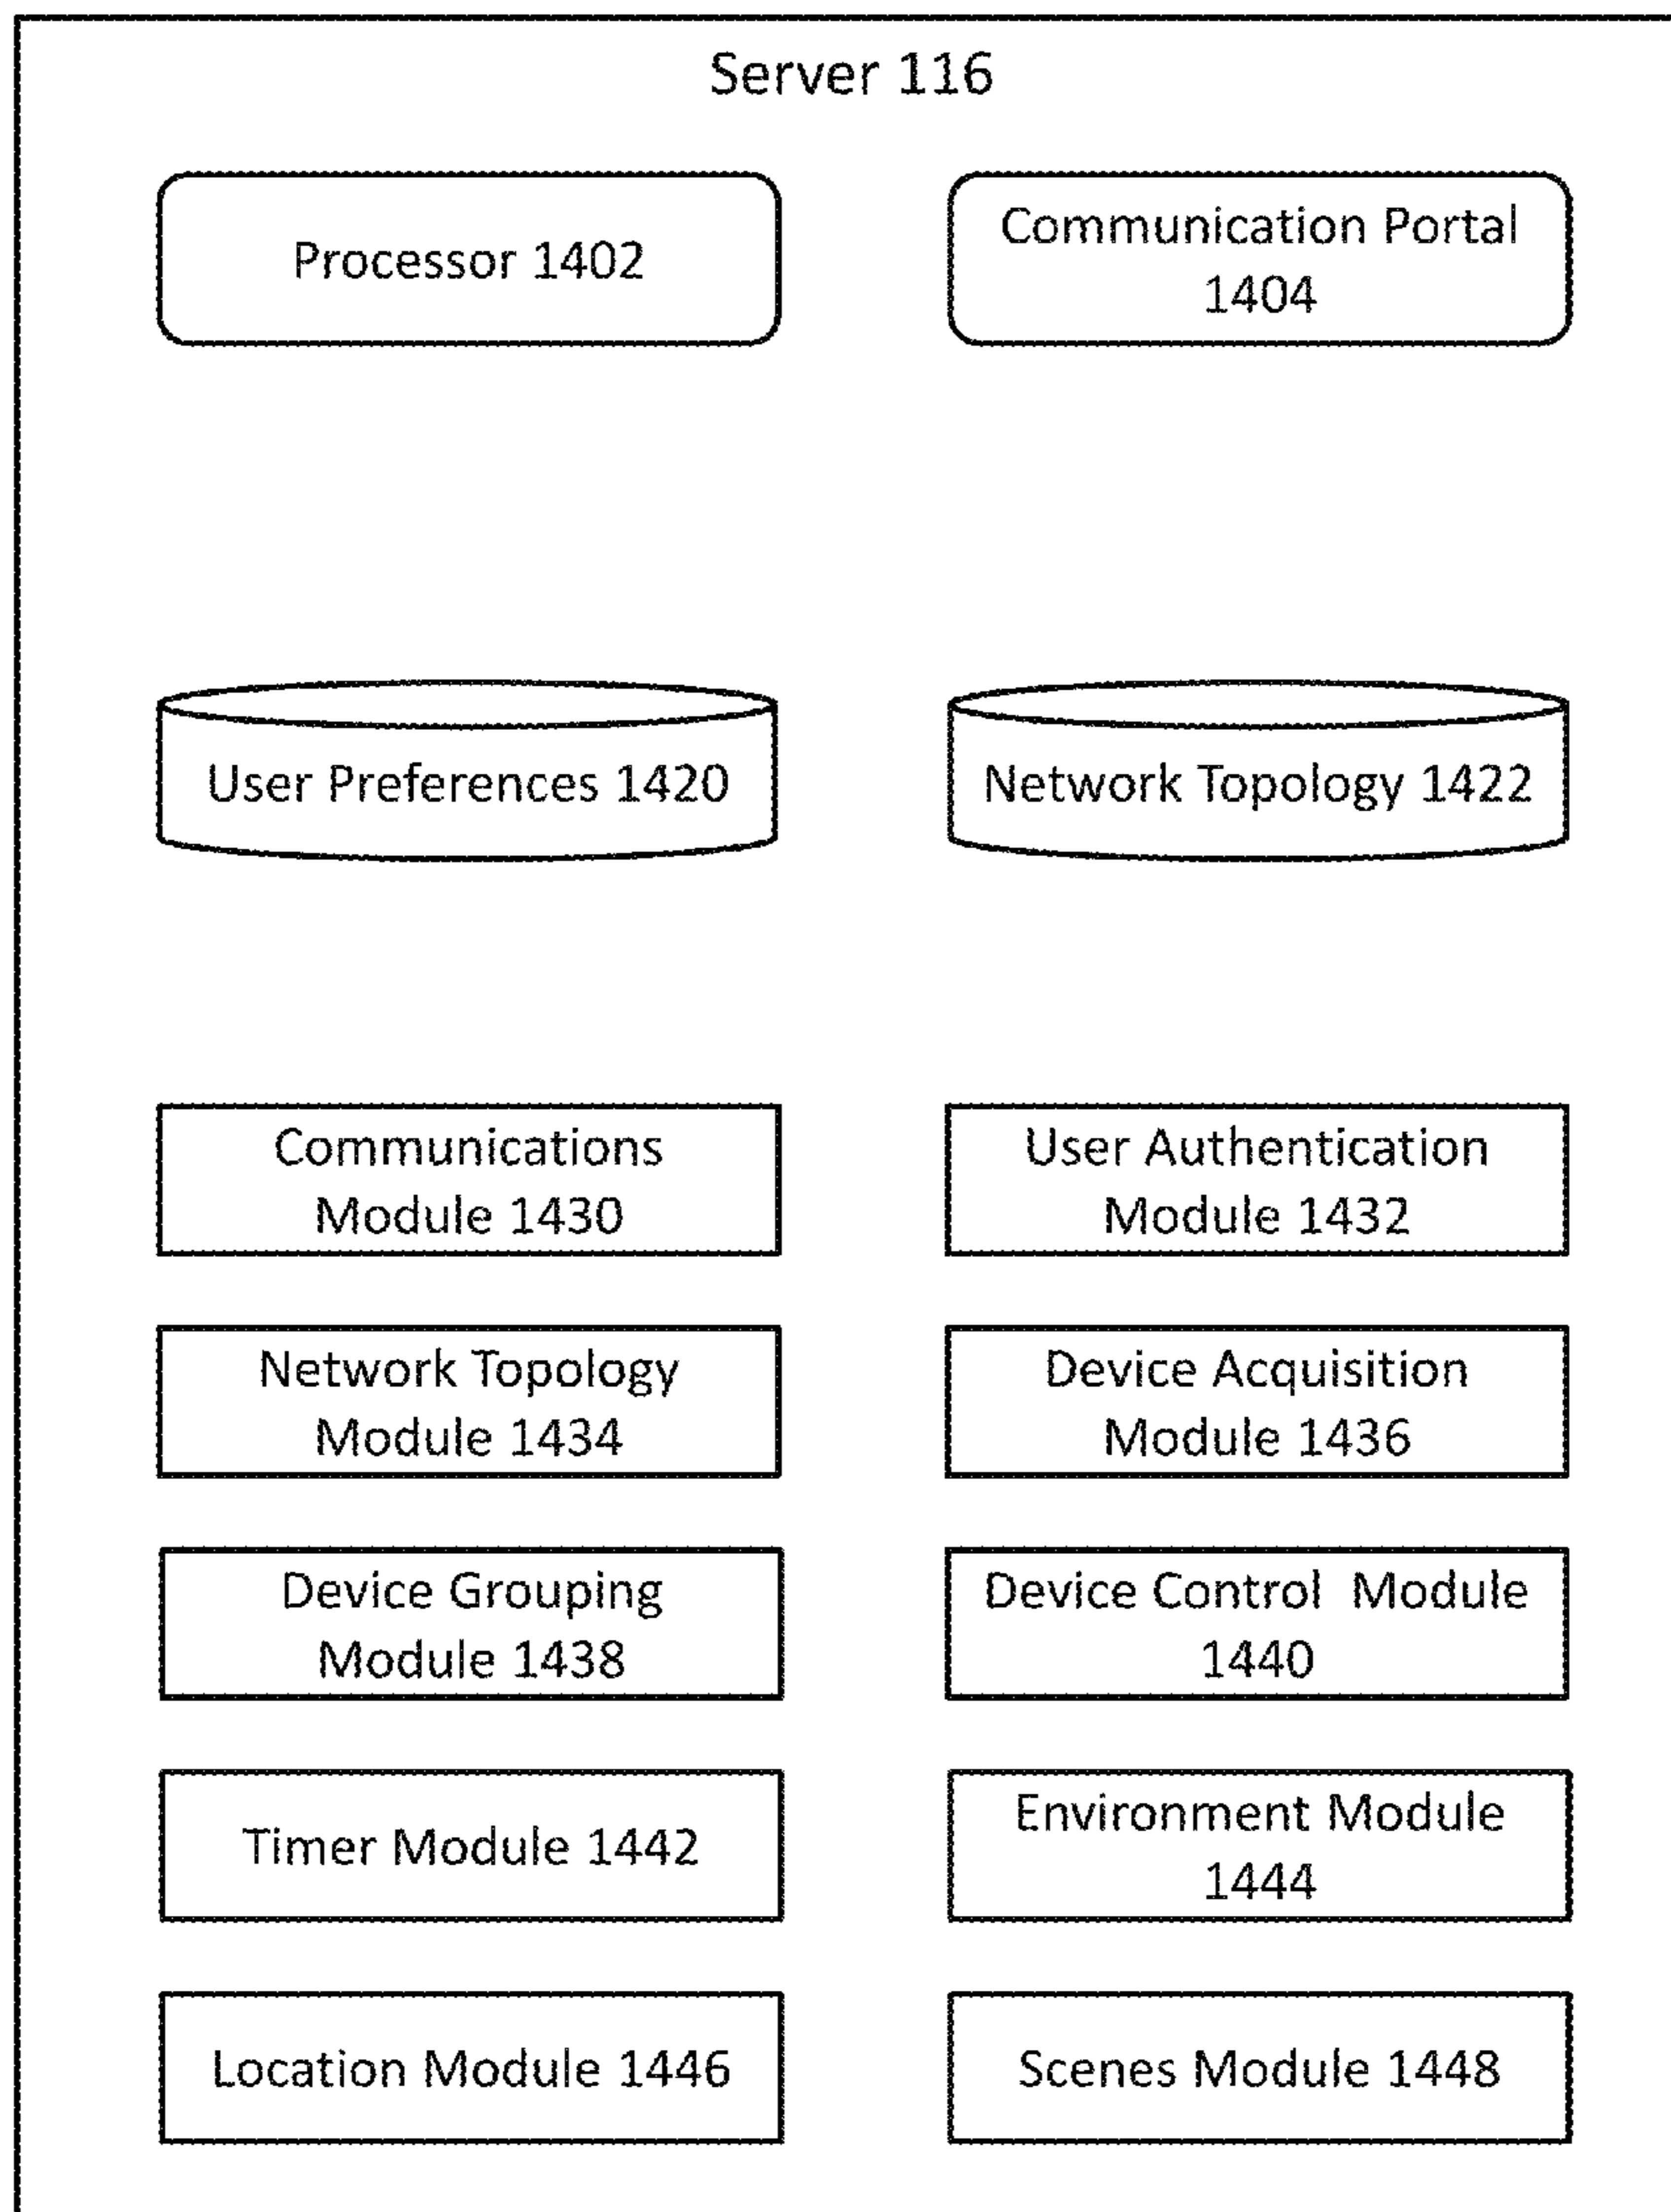 Server 116
Processor 1402
Communication Portal
1404
User Preferences 1420
Network Topology 1422
Communications
Module 1430
User Authentication
Module 1432
Network Topology
Module 1434
Device Acquisition
Module 1436
Device Grouping
Module 1438
Device Control  Module
1440
Timer Module 1442
Environment Module
1444
Location Module 1446
Scenes Module 1448